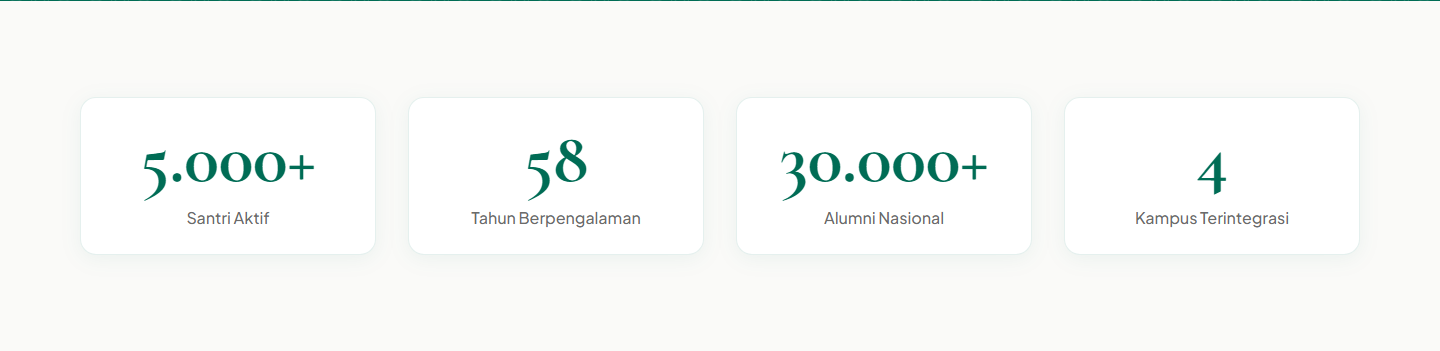 5.000+
Santri Aktif
58
Tahun Berpengalaman
30.000+
Alumni Nasional
4
Kampus Terintegrasi